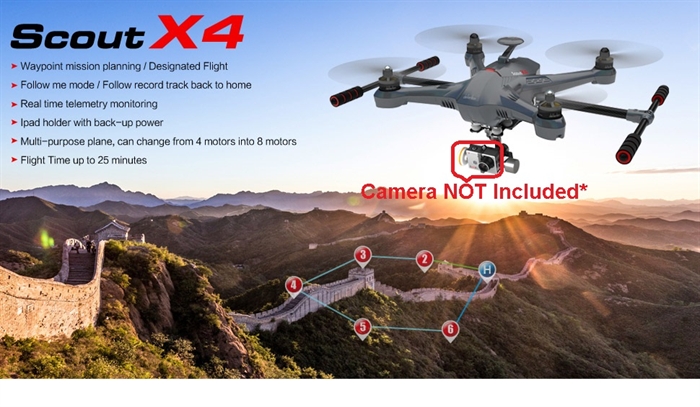 Scout X4
Waypoint mission planning / Designated Flight
Follow me mode / Follow record track back to home
Real time telemetry monitoring
Ipad holder with back-up power
Multi-purpose plane, can change from 4 motors into 8 motors
Flight Time up to 25 minutes
Camera NOT Included*
3
2
H
4
5
6